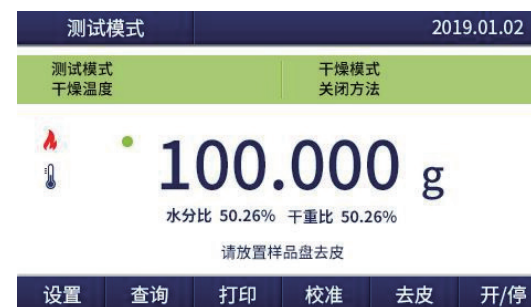 测试模式 2019.01.02
测试模式 干燥模式
干燥温度 关闭方法
100.000 g
水分比 50.26% 干重比 50.26%
请放置样品盘去皮
设置 查询 打印 校准 去皮 开/停